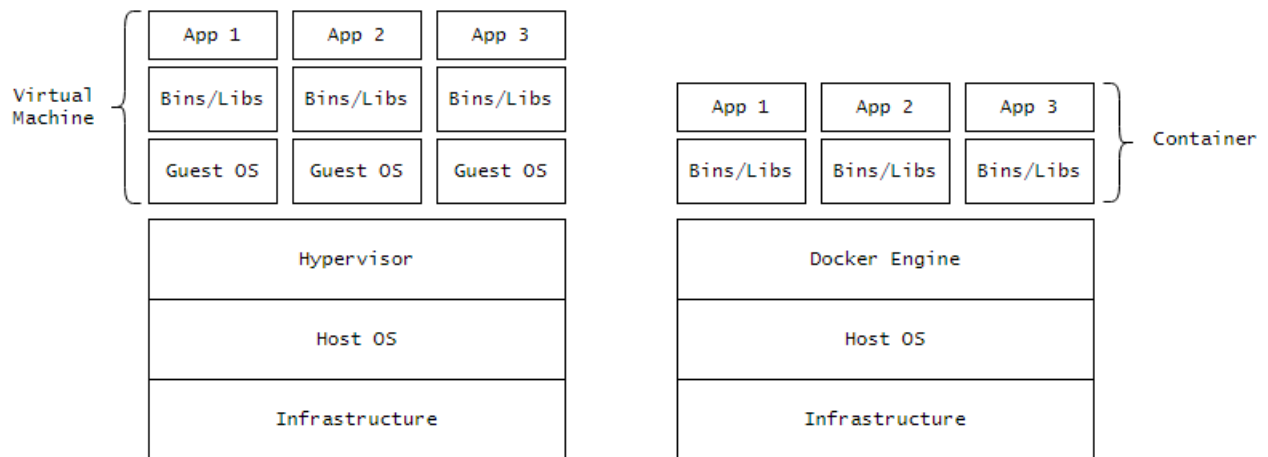 App 1 App 2 App 3
Virtual
Machine
Bins/Libs Bins/Libs Bins/Libs
Guest OS Guest OS Guest OS
Hypervisor
Host OS
Infrastructure
App 1 App 2 App 3
Container
Bins/Libs Bins/Libs Bins/Libs
Docker Engine
Host OS
Infrastructure